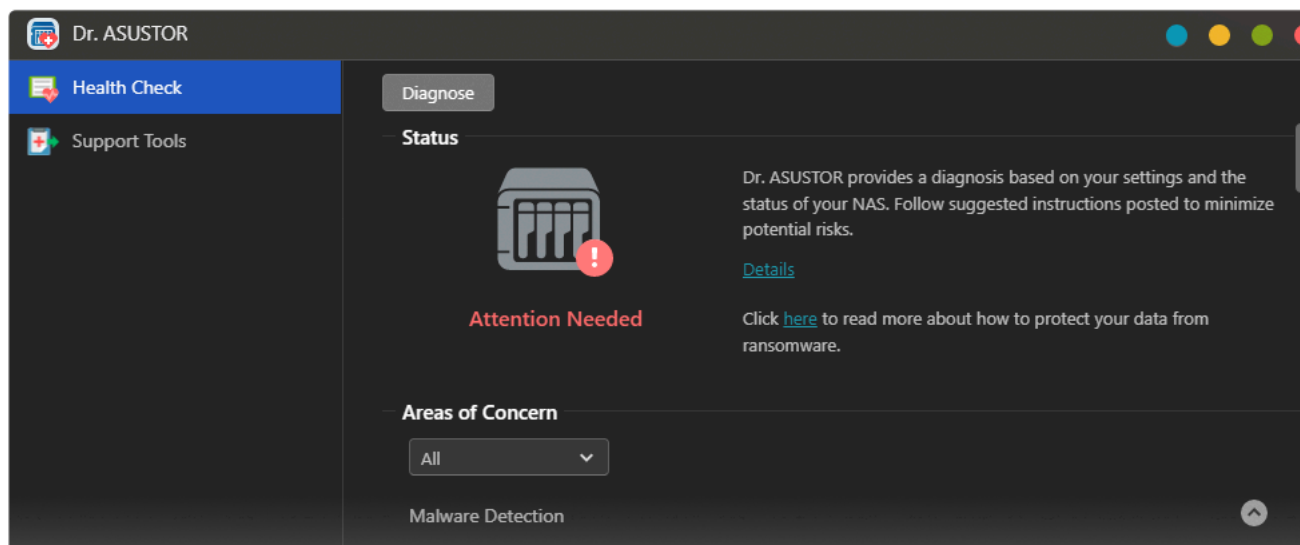 Dr. ASUSTOR
Health Check
Support Tools
Diagnose
Status
Attention Needed
Dr. ASUSTOR provides a diagnosis based on your settings and the
status of your NAS. Follow suggested instructions posted to minimize
potential risks.
Details
Click here to read more about how to protect your data from
ransomware.
Areas of Concern
All
Malware Detection